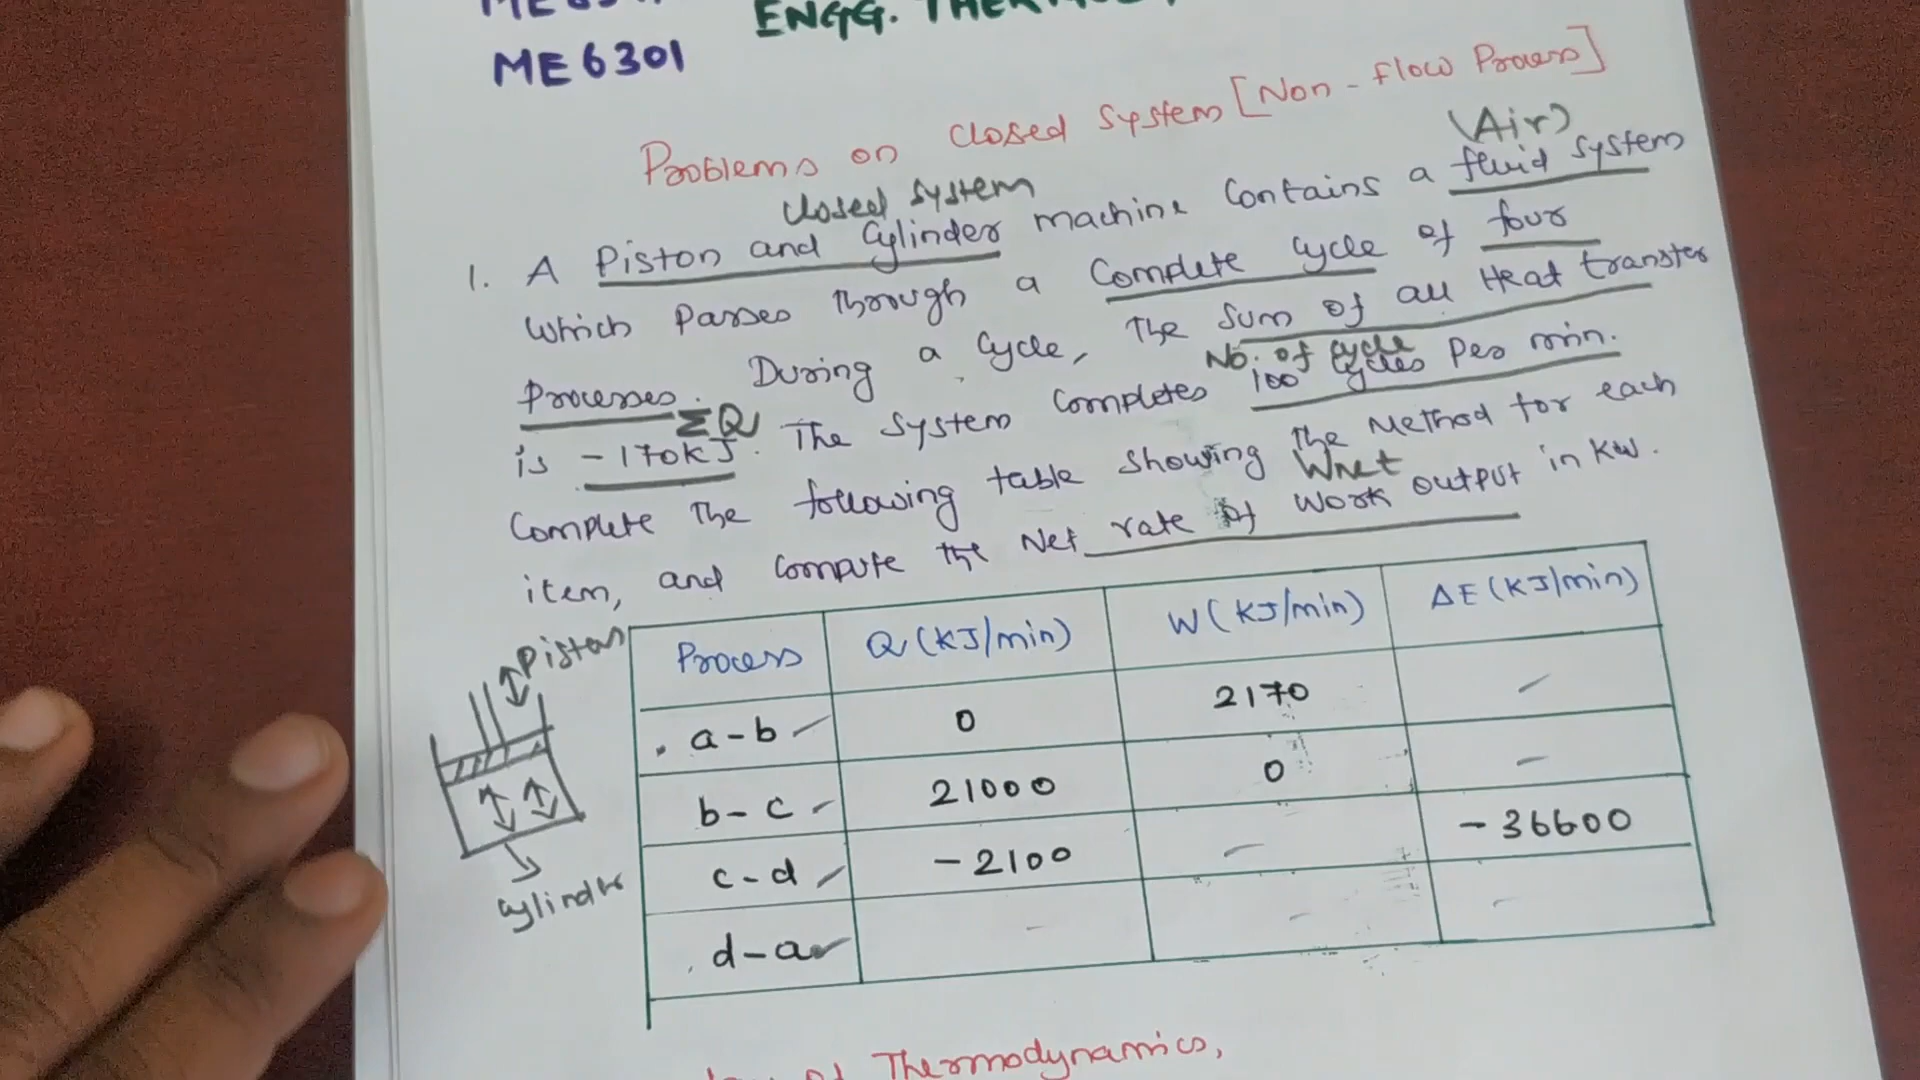 ENGG.
ME6301
Problems on closed system [Non-Flow Process]
(Air)
closed system
1. A Piston and Cylinder machine Contains a fluid system
which passes through a Complete cycle of four
Processes. During a cycle, The sum of all Heat transfer
ΣQ
No. of cycle
is -170KJ. The system completes 100 cycles per min.
Wnet
Complete The following table showing The Method for each
item, and compute the Net rate of work output in KW.
Piston
Cylinder
Process Q (KJ/min) W (KJ/min) ΔE (KJ/min)
a-b 0 2170 -
b-c 21000 0 -
c-d -2100 - -36600
d-a - - -
of Thermodynamics,